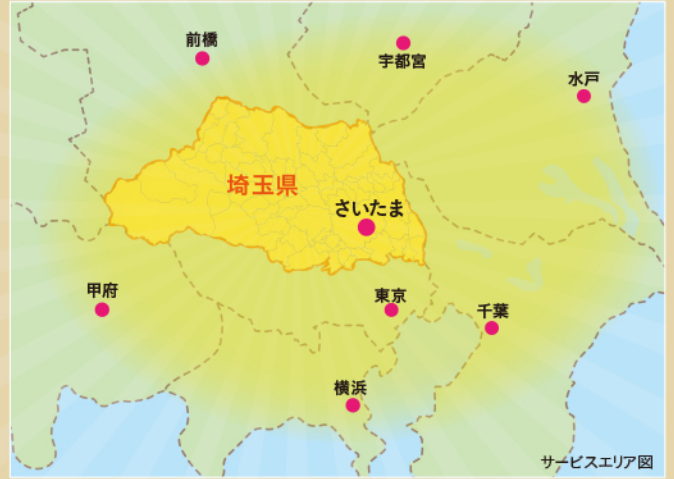 前橋
宇都宮
水戸
埼玉県
さいたま
甲府
東京
千葉
横浜
サービスエリア図